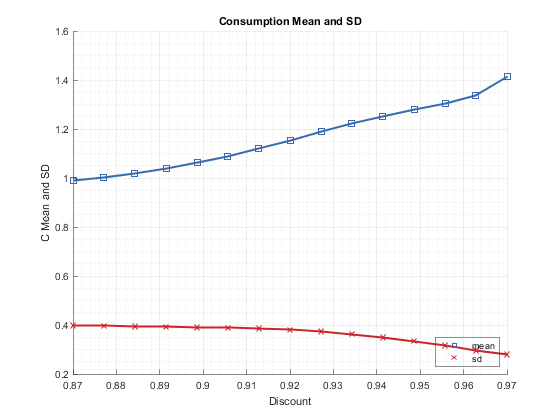 Consumption Mean and SD
1.6
1.4
1.2
1
0.8
0.6
0.4
0.2
C Mean and SD
0.87 0.88 0.89 0.9 0.91 0.92 0.93 0.94 0.95 0.96 0.97
Discount
mean
sd